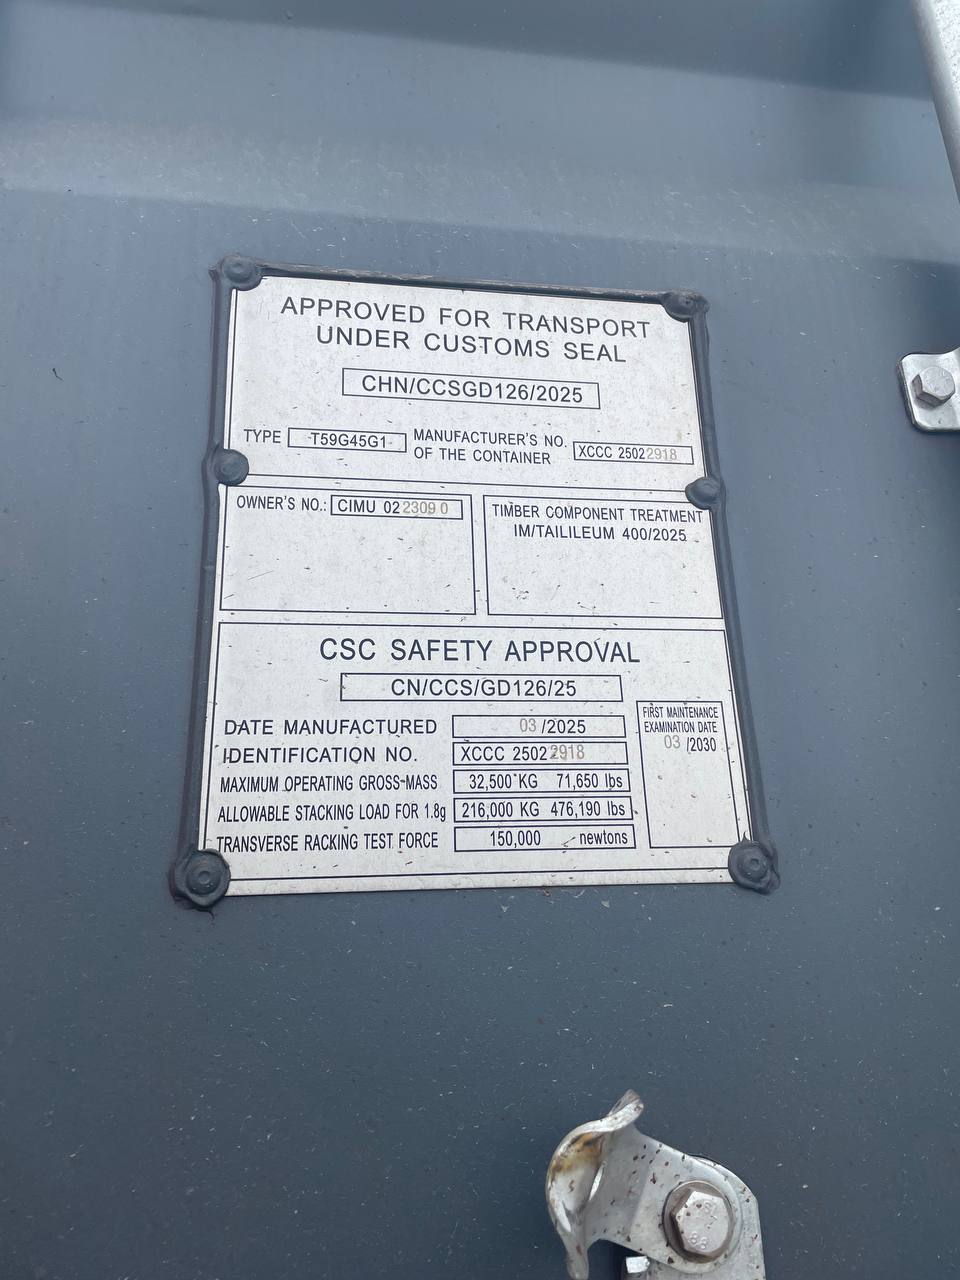 APPROVED FOR TRANSPORT
UNDER CUSTOMS SEAL
CHN/CCSGD126/2025
TYPE T59G45G1 MANUFACTURER'S NO. OF THE CONTAINER XCCC 25022918
OWNER'S NO.: CIMU 022309 0
TIMBER COMPONENT TREATMENT
IM/TAILILEUM 400/2025
CSC SAFETY APPROVAL
CN/CCS/GD126/25
DATE MANUFACTURED 03 /2025
IDENTIFICATION NO. XCCC 25022918
MAXIMUM OPERATING GROSS-MASS 32,500 KG 71,650 lbs
ALLOWABLE STACKING LOAD FOR 1.8g 216,000 KG 476,190 lbs
TRANSVERSE RACKING TEST FORCE 150,000 newtons
FIRST MAINTENANCE
EXAMINATION DATE
03 /2030